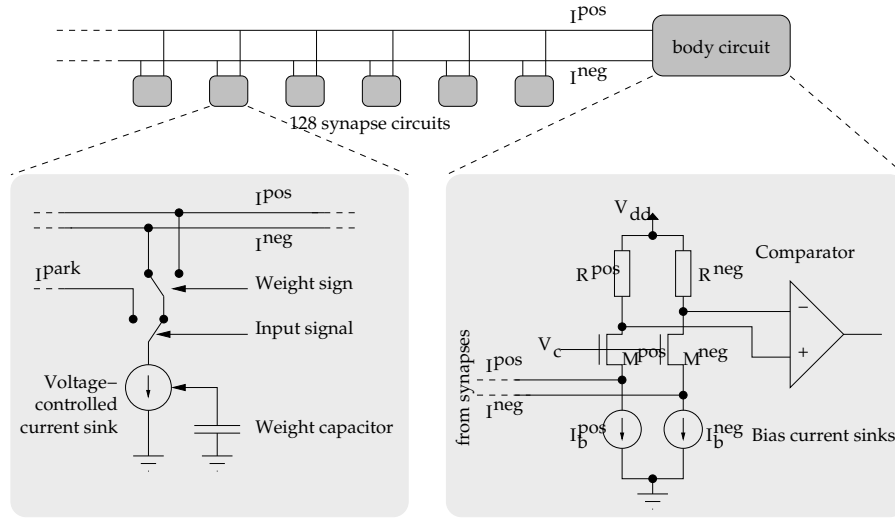 I^pos
body circuit
I^neg
128 synapse circuits
I^pos
I^neg
I^park
Weight sign
Input signal
Voltage–
controlled
current sink
Weight capacitor
V_dd
R^pos
R^neg
Comparator
−
+
V_c
M^pos
M^neg
I^pos
I^neg
from synapses
I_b^pos
I_b^neg
Bias current sinks